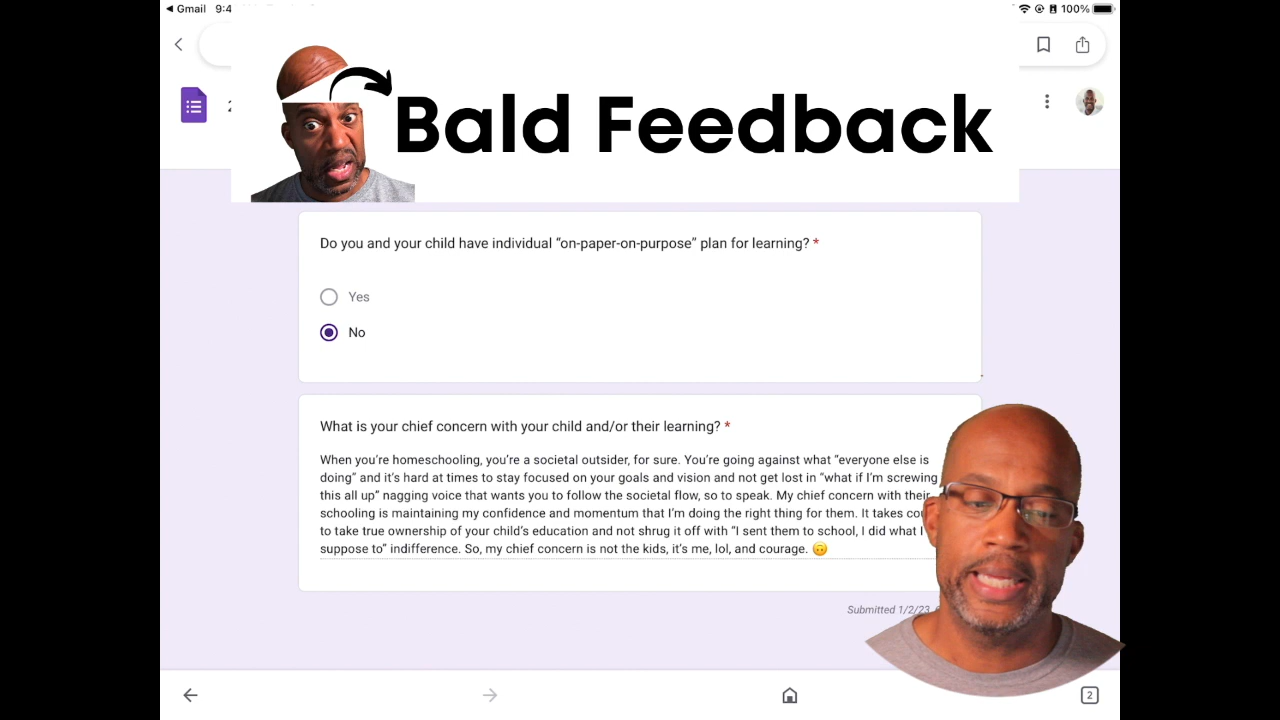 Gmail 9:4
100%
Bald Feedback
Do you and your child have individual “on-paper-on-purpose” plan for learning? *
Yes
No
What is your chief concern with your child and/or their learning? *
When you’re homeschooling, you’re a societal outsider, for sure. You’re going against what “everyone else is
doing” and it’s hard at times to stay focused on your goals and vision and not get lost in “what if I’m screwing
this all up” nagging voice that wants you to follow the societal flow, so to speak. My chief concern with their
schooling is maintaining my confidence and momentum that I’m doing the right thing for them. It takes
to take true ownership of your child’s education and not shrug it off with “I sent them to school, I did what I
suppose to” indifference. So, my chief concern is not the kids, it’s me, lol, and courage. 🙃
Submitted 1/2/23,
2